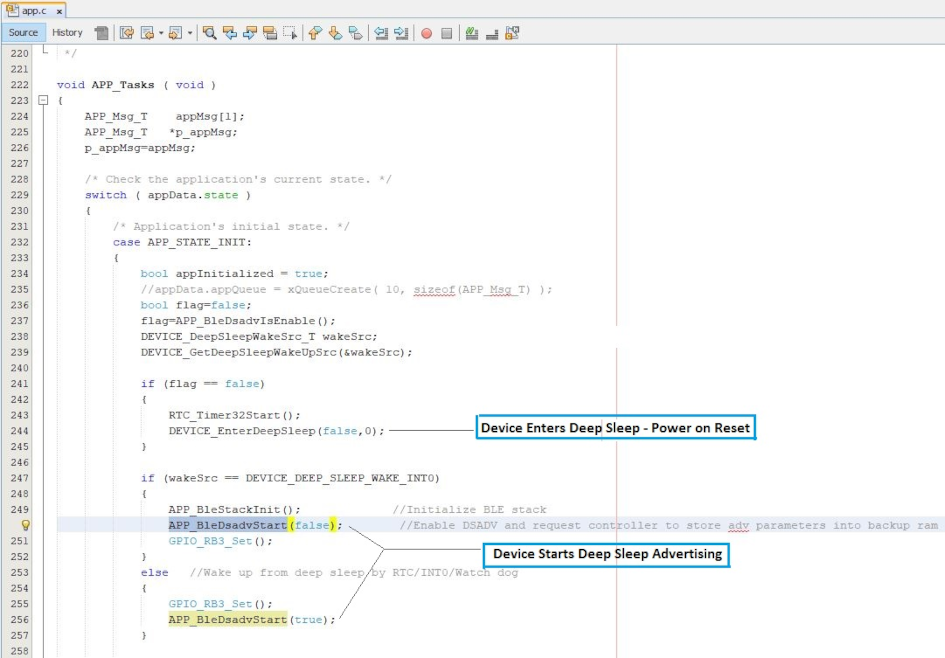 app.c x
Source History
220 */
221
222 void APP_Tasks ( void )
223 {
224 APP_Msg_T    appMsg[1];
225 APP_Msg_T   *p_appMsg;
226 p_appMsg=appMsg;
227
228 /* Check the application's current state. */
229 switch ( appData.state )
230 {
231 /* Application's initial state. */
232 case APP_STATE_INIT:
233 {
234 bool appInitialized = true;
235 //appData.appQueue = xQueueCreate( 10, sizeof(APP_Msg_T) );
236 bool flag=false;
237 flag=APP_BleDsadvIsEnable();
238 DEVICE_DeepSleepWakeSrc_T wakeSrc;
239 DEVICE_GetDeepSleepWakeUpSrc(&wakeSrc);
240
241 if (flag == false)
242 {
243 RTC_Timer32Start();
244 DEVICE_EnterDeepSleep(false,0); Device Enters Deep Sleep - Power on Reset
245 }
246
247 if (wakeSrc == DEVICE_DEEP_SLEEP_WAKE_INT0)
248 {
249 APP_BleStackInit(); //Initialize BLE stack
APP_BleDsadvStart(false); //Enable DSADV and request controller to store adv parameters into backup ram
251 GPIO_RB3_Set();
Device Starts Deep Sleep Advertising
252 }
253 else //Wake up from deep sleep by RTC/INT0/Watch dog
254 {
255 GPIO_RB3_Set();
256 APP_BleDsadvStart(true);
257 }
258